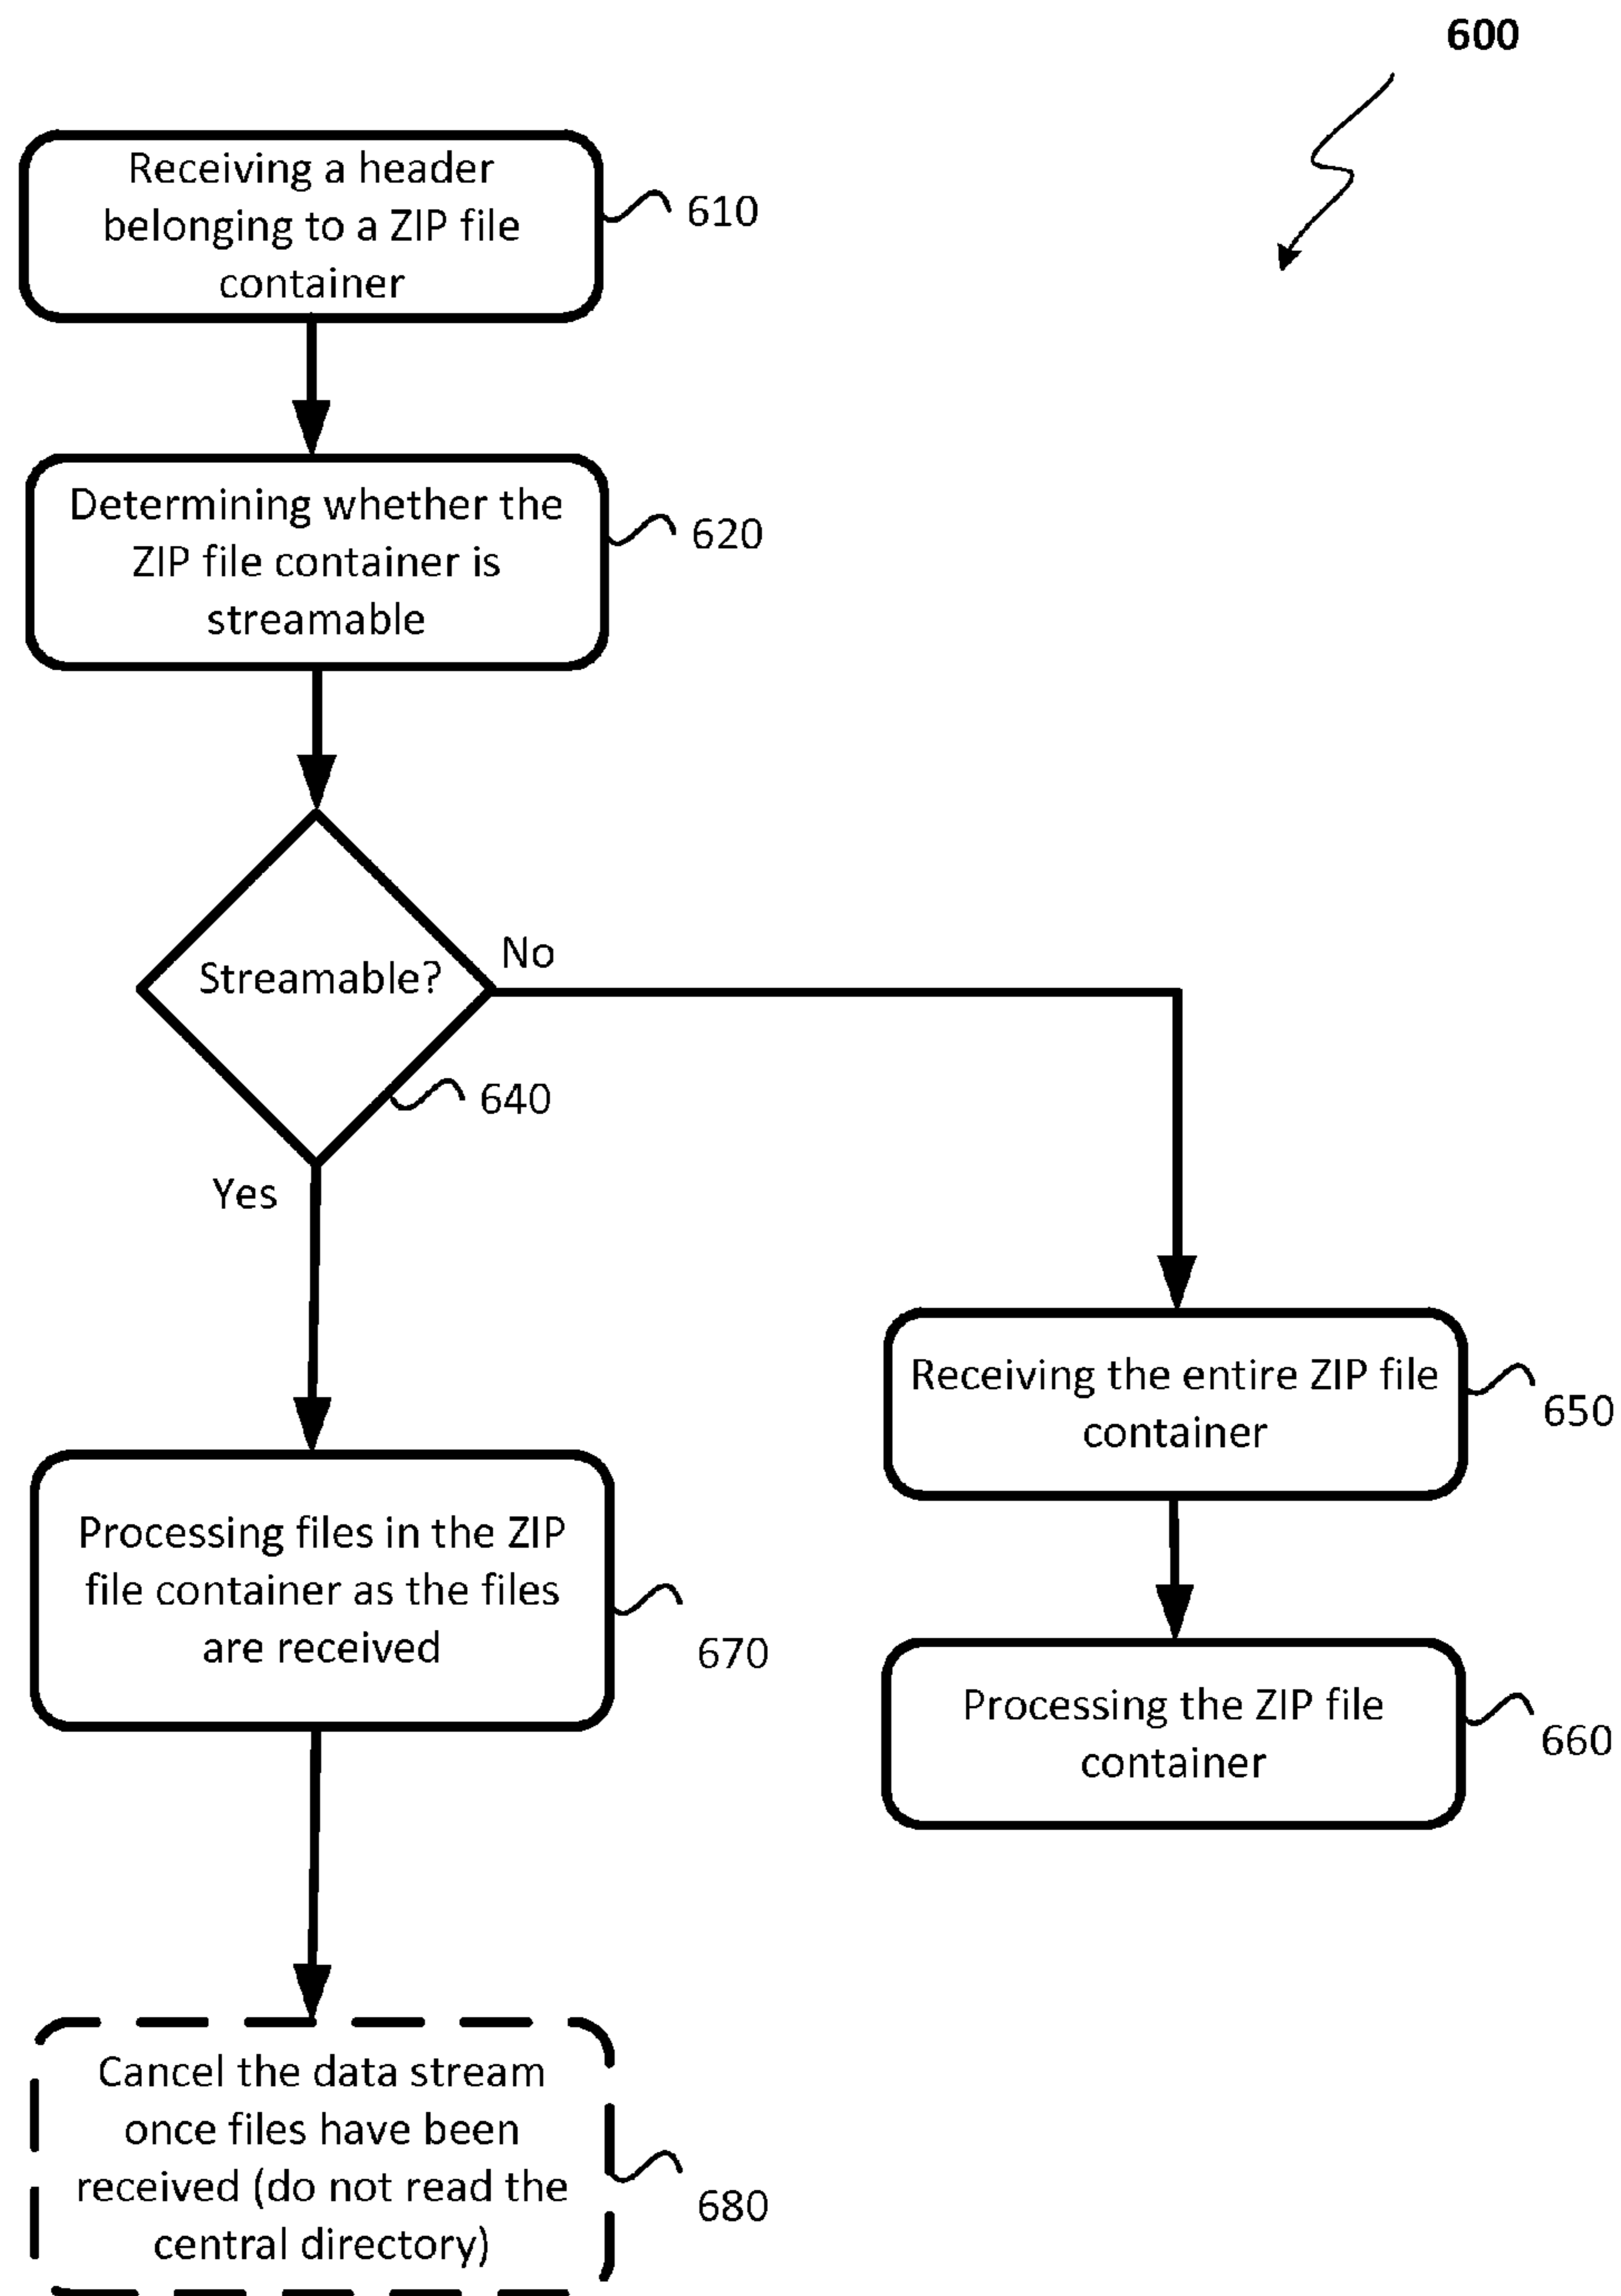 600
Receiving a header
belonging to a ZIP file
container
610
Determining whether the
ZIP file container is
streamable
620
Streamable?
No
640
Yes
Receiving the entire ZIP file
container
650
Processing files in the ZIP
file container as the files
are received
670
Processing the ZIP file
container
660
Cancel the data stream
once files have been
received (do not read the
central directory)
680